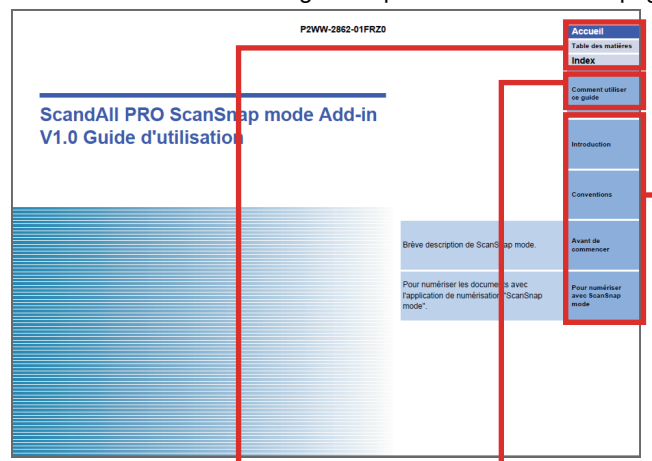 P2WW-2862-01FRZ0
Accueil
Table des matières
Index
Comment utiliser
ce guide
ScandAll PRO ScanSnap mode Add-in
V1.0 Guide d'utilisation
Introduction
Conventions
Brève description de ScanSnap mode.
Avant de
commencer
Pour numériser les documents avec
l'application de numérisation "ScanSnap
mode".
Pour numériser
avec ScanSnap
mode